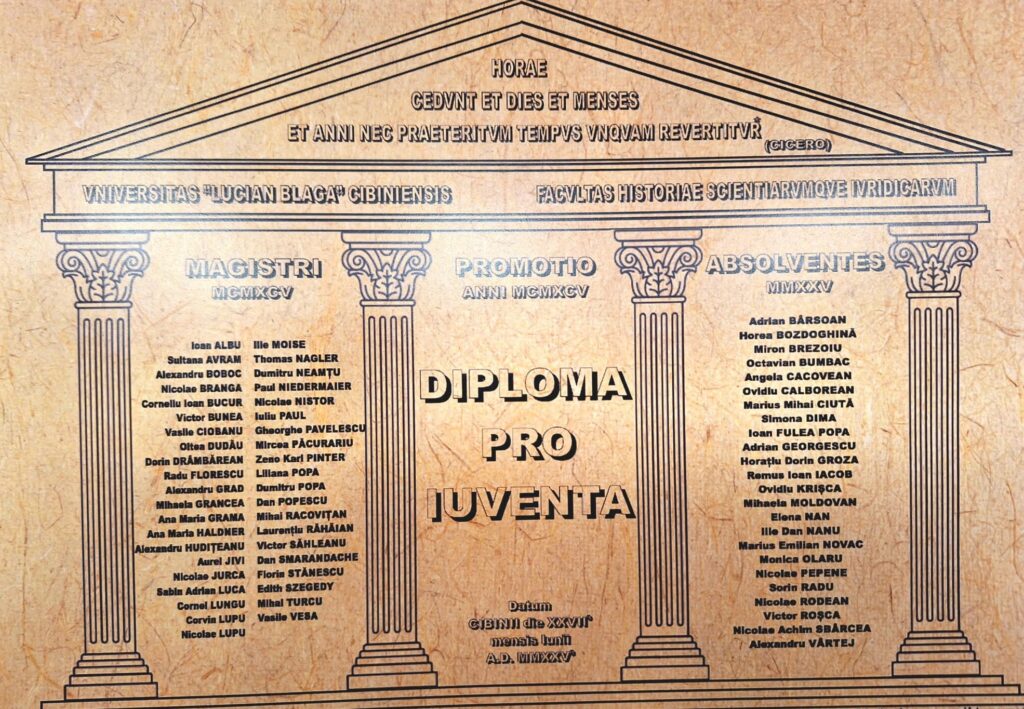 HORAE
CEDVNT ET DIES ET MENSES
ET ANNI NEC PRAETERITVM TEMPVS VNQVAM REVERTITVR*
(CICERO)
VNIVERSITAS "LUCIAN BLAGA" CIBINIENSIS
FACVLTAS HISTORIAE SCIENTIARVMQVE IVRIDICARVM
MAGISTRI
MCMXCV
Ioan ALBU
Sultana AVRAM
Alexandru BOBOC
Nicolae BRANGA
Corneliu Ioan BUCUR
Victor BUNEA
Vasile CIOBANU
Oltea DUDĂU
Dorin DRÂMBĂREAN
Radu FLORESCU
Alexandru GRAD
Mihaela GRANCEA
Ana Maria GRAMA
Ana Maria HALDNER
Alexandru HUDIȚEANU
Aurel JIVI
Nicolae JURCA
Sabin Adrian LUCA
Cornel LUNGU
Corvin LUPU
Nicolae LUPU
Ilie MOISE
Thomas NAGLER
Dumitru NEAMȚU
Paul NIEDERMAIER
Nicolae NISTOR
Iuliu PAUL
Gheorghe PAVELESCU
Mircea PĂCURARIU
Zeno Karl PINTER
Liliana POPA
Dumitru POPA
Dan POPESCU
Mihai RACOVIȚAN
Laurențiu RĂHĂIAN
Victor SĂHLEANU
Dan SMARANDACHE
Florin STĂNESCU
Edith SZEGEDY
Mihai TURCU
Vasile VESA
PROMOTIO
ANNI MCMXCV
DIPLOMA
PRO
IUVENTA
Datum
CIBINII die XXVII°
mensis Iunii
A.D. MMXXV°
ABSOLVENTES
MMXXV
Adrian BÂRSOAN
Horea BOZDOGHINĂ
Miron BREZOIU
Octavian BUMBAC
Angela CACOVEAN
Ovidiu CALBOREAN
Marius Mihai CIUTĂ
Simona DIMA
Ioan FULEA POPA
Adrian GEORGESCU
Horațiu Dorin GROZA
Remus Ioan IACOB
Ovidiu KRIȘCA
Mihaela MOLDOVAN
Elena NAN
Ilie Dan NANU
Marius Emilian NOVAC
Monica OLARU
Nicolae PEPENE
Sorin RADU
Nicolae RODEAN
Victor ROȘCA
Nicolae Achim SBÂRCEA
Alexandru VÂRTEJ